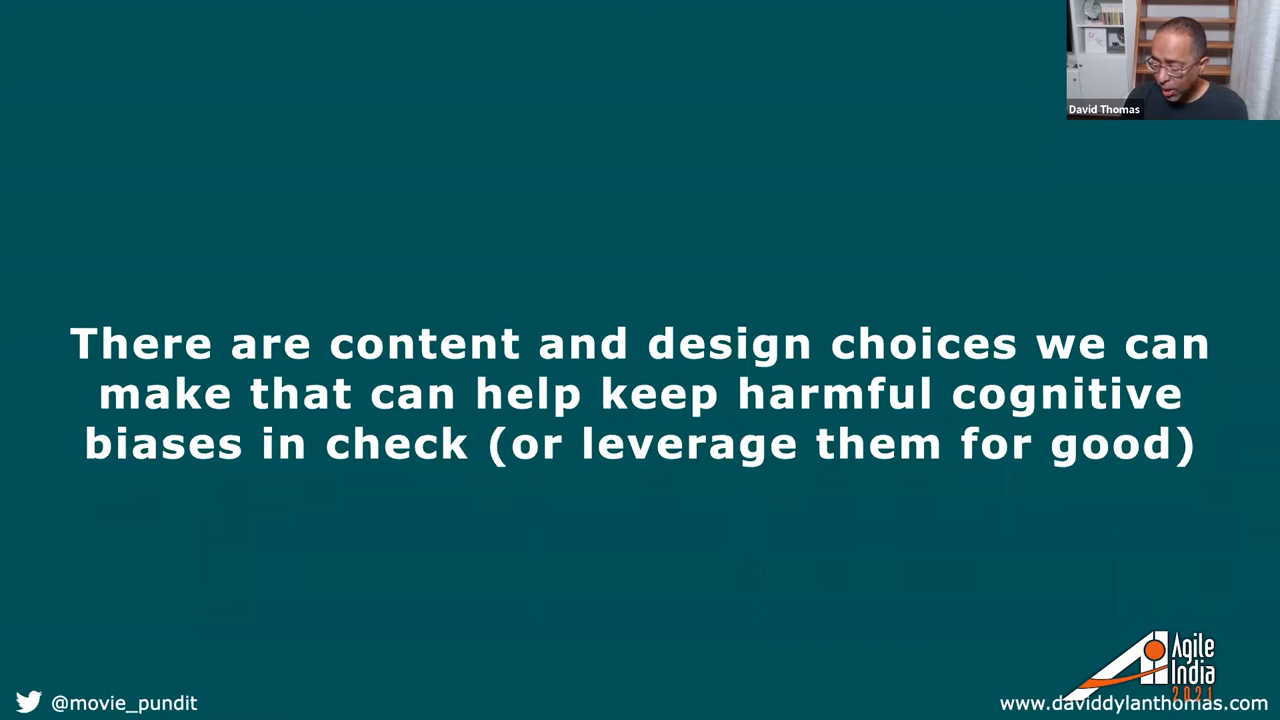 David Thomas
There are content and design choices we can
make that can help keep harmful cognitive
biases in check (or leverage them for good)
Agile
India
2021
@movie_pundit
www.daviddylanthomas.com